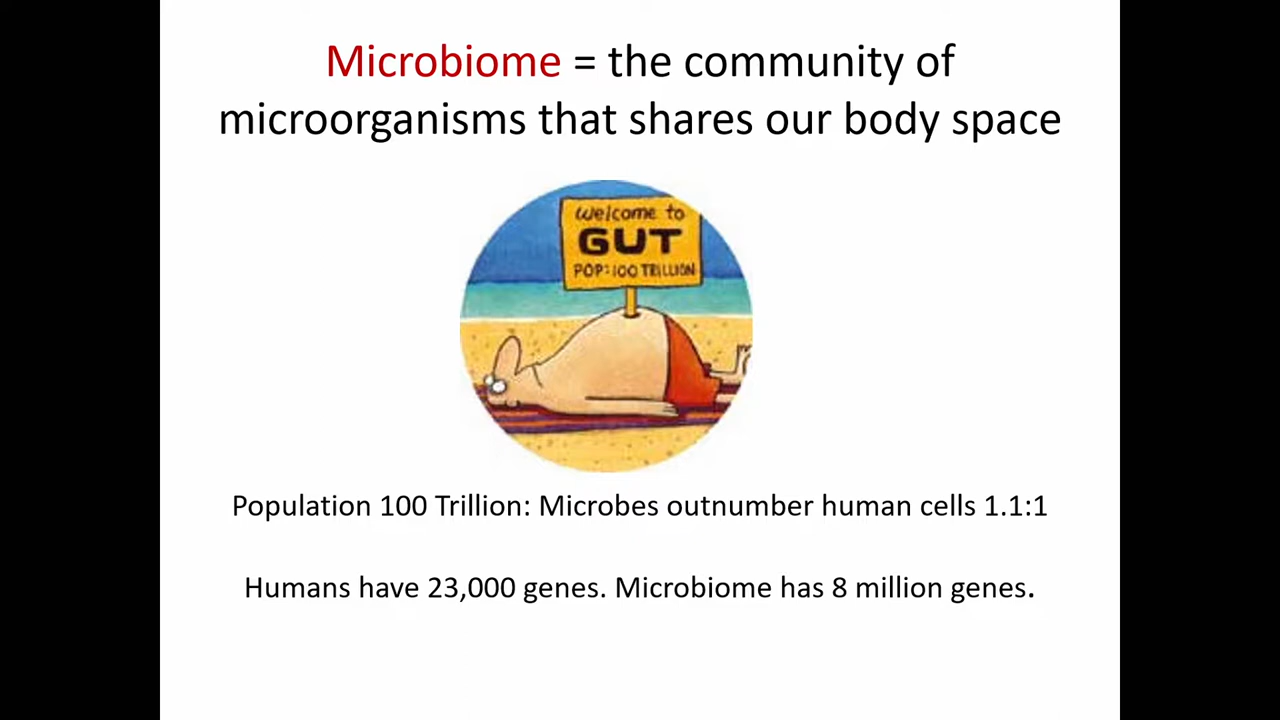 Microbiome = the community of
microorganisms that shares our body space
Welcome to
GUT
POP: 100 TRILLION
Population 100 Trillion: Microbes outnumber human cells 1.1:1
Humans have 23,000 genes. Microbiome has 8 million genes.